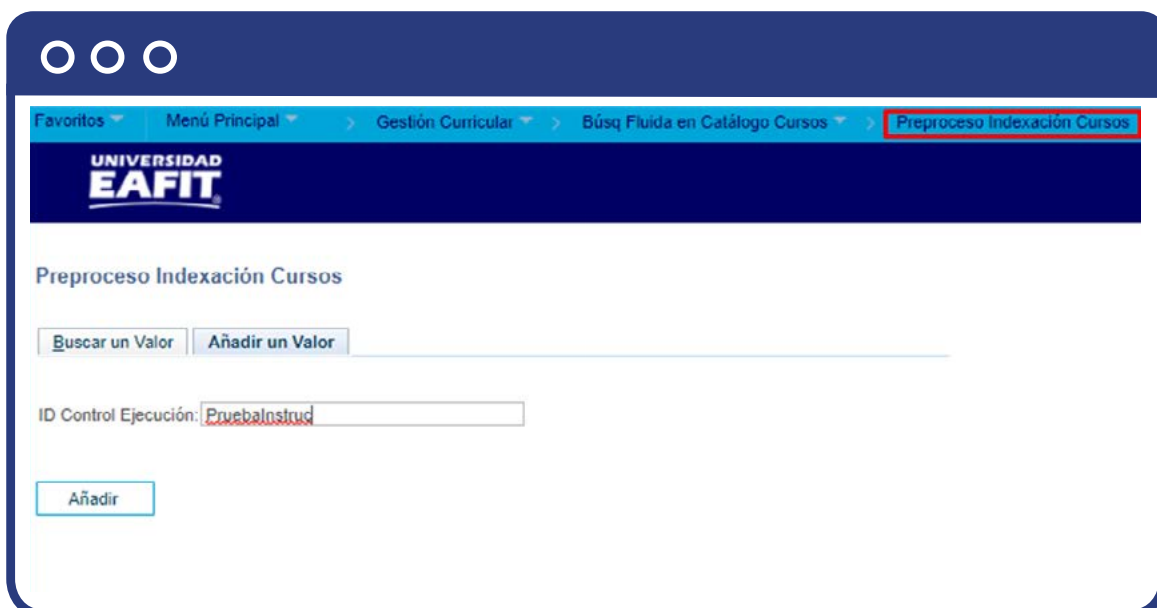 Favoritos Menú Principal > Gestión Curricular > Búsq Fluida en Catálogo Cursos > Preproceso Indexación Cursos
UNIVERSIDAD
EAFIT
Preproceso Indexación Cursos
Buscar un Valor Añadir un Valor
ID Control Ejecución: PruebaInstruc
Añadir